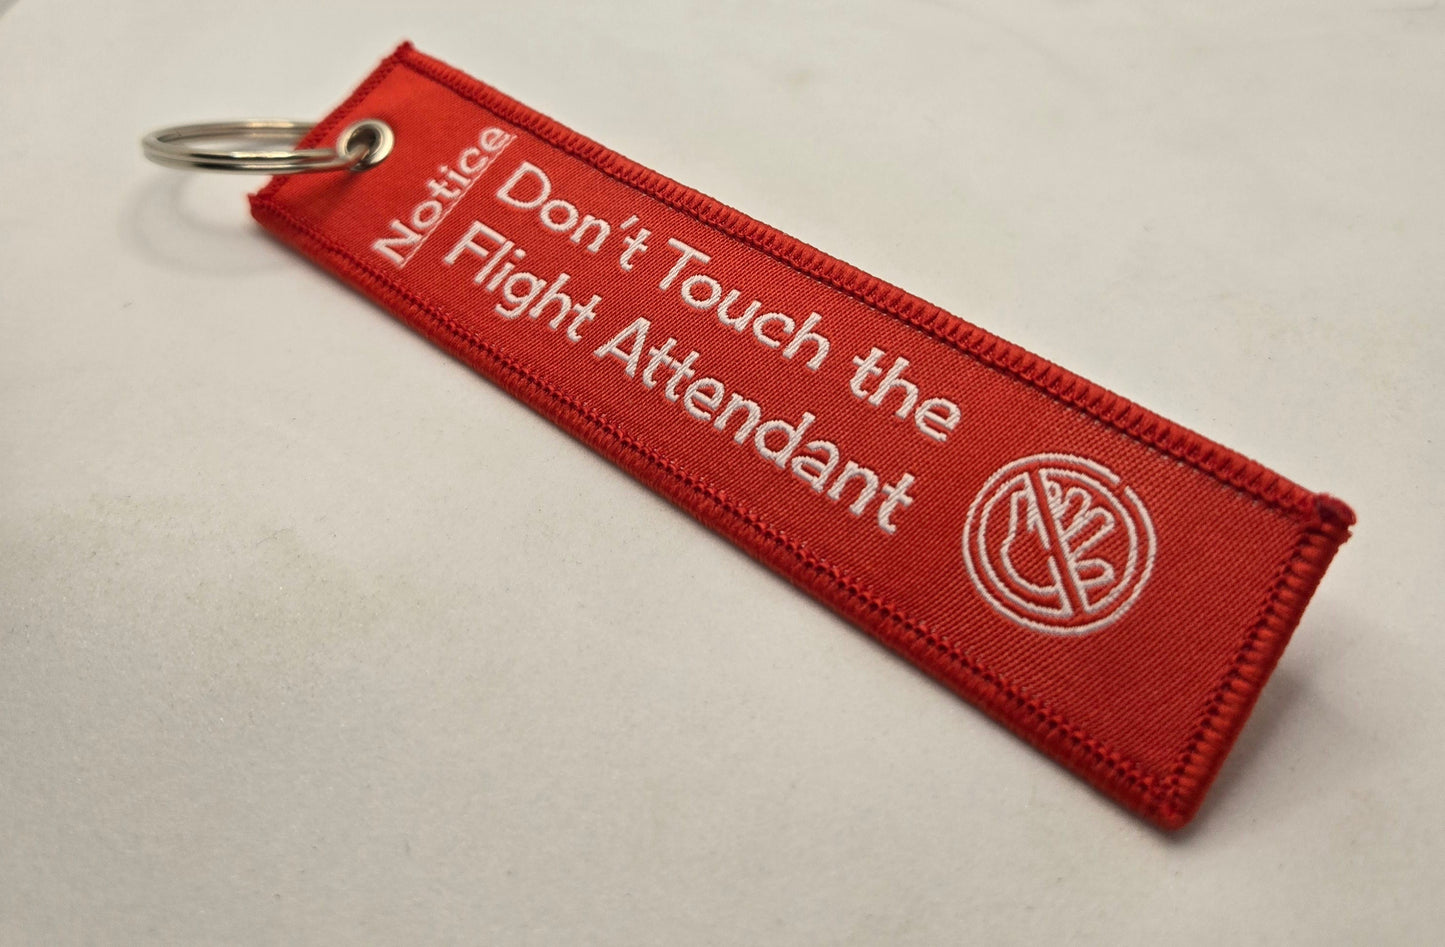 Notice
Don't Touch the
Flight Attendant